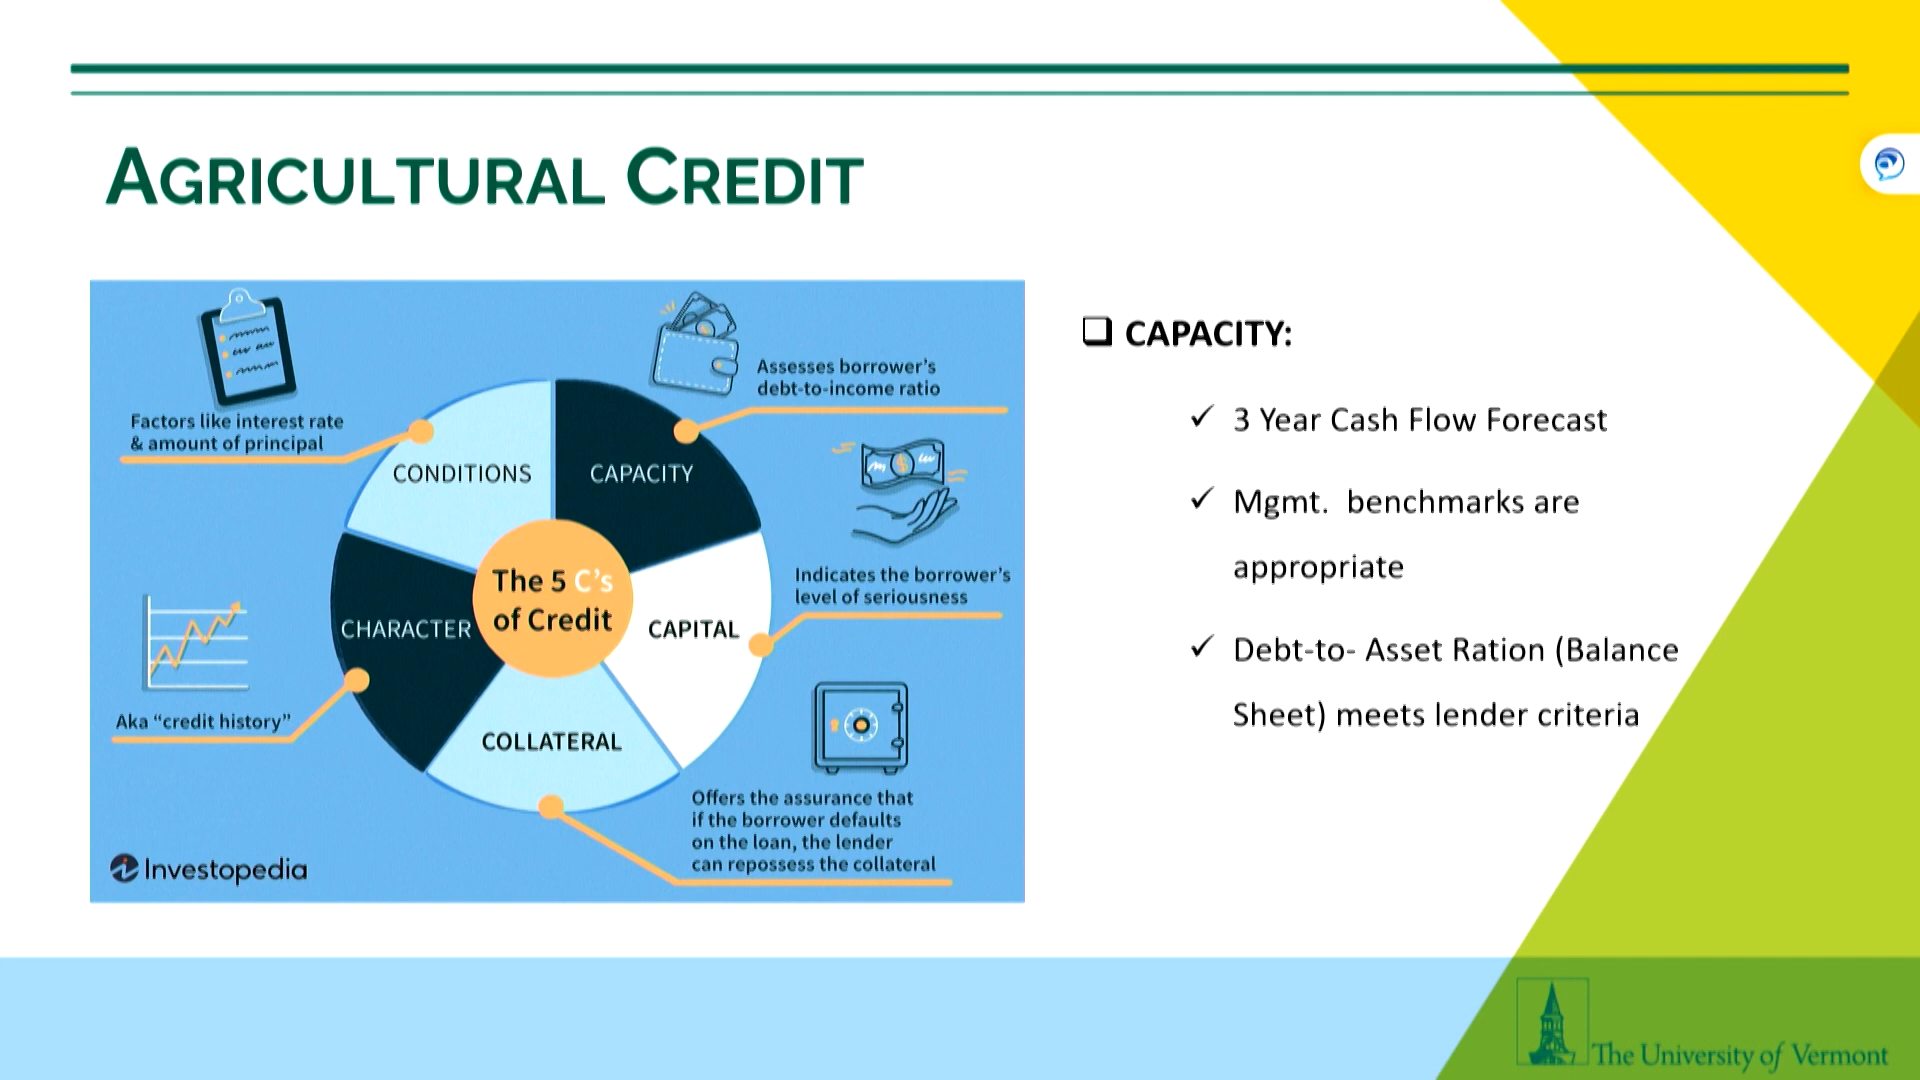 AGRICULTURAL CREDIT
Factors like interest rate
& amount of principal
Assesses borrower's
debt-to-income ratio
CONDITIONS
CAPACITY
Indicates the borrower's
level of seriousness
The 5 C's
of Credit
CHARACTER
CAPITAL
Aka “credit history”
COLLATERAL
Offers the assurance that
if the borrower defaults
on the loan, the lender
can repossess the collateral
Investopedia
CAPACITY:
3 Year Cash Flow Forecast
Mgmt. benchmarks are
appropriate
Debt-to- Asset Ration (Balance
Sheet) meets lender criteria
The University of Vermont